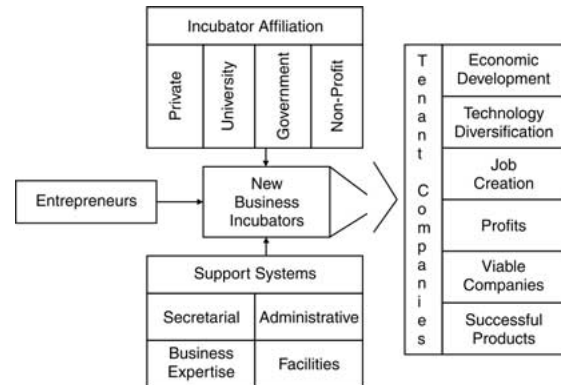 Incubator Affiliation
Private
University
Government
Non-Profit
Entrepreneurs
New
Business
Incubators
Support Systems
Secretarial
Administrative
Business
Expertise
Facilities
Tenant Companies
Economic
Development
Technology
Diversification
Job
Creation
Profits
Viable
Companies
Successful
Products